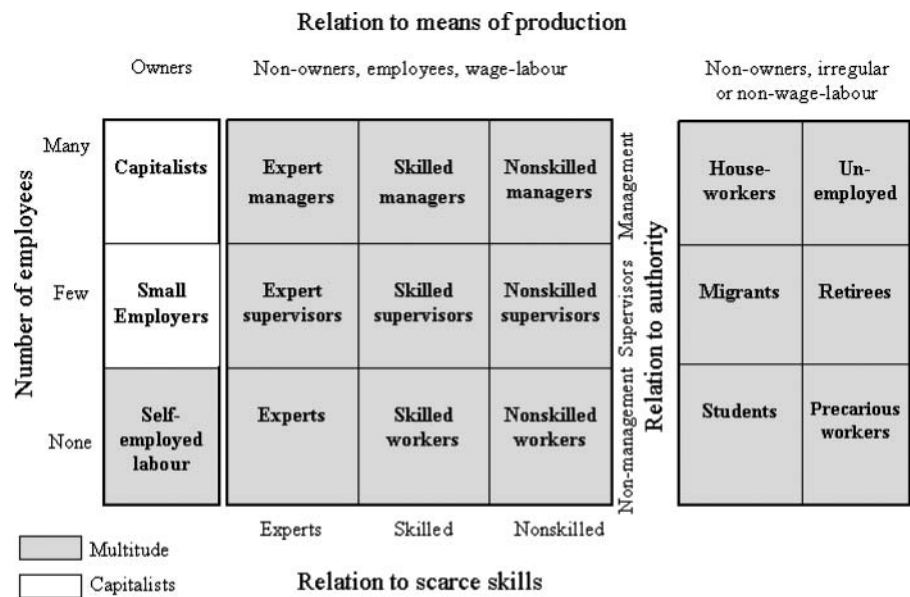 Relation to means of production
Owners
Non-owners, employees, wage-labour
Non-owners, irregular
or non-wage-labour
Number of employees
Many
Few
None
Capitalists
Expert
managers
Skilled
managers
Nonskilled
managers
Management
House-
workers
Un-
employed
Small
Employers
Expert
supervisors
Skilled
supervisors
Nonskilled
supervisors
Supervisors
Relation to authority
Migrants
Retirees
Self-
employed
labour
Experts
Skilled
workers
Nonskilled
workers
Non-management
Students
Precarious
workers
Experts
Skilled
Nonskilled
Multitude
Capitalists
Relation to scarce skills